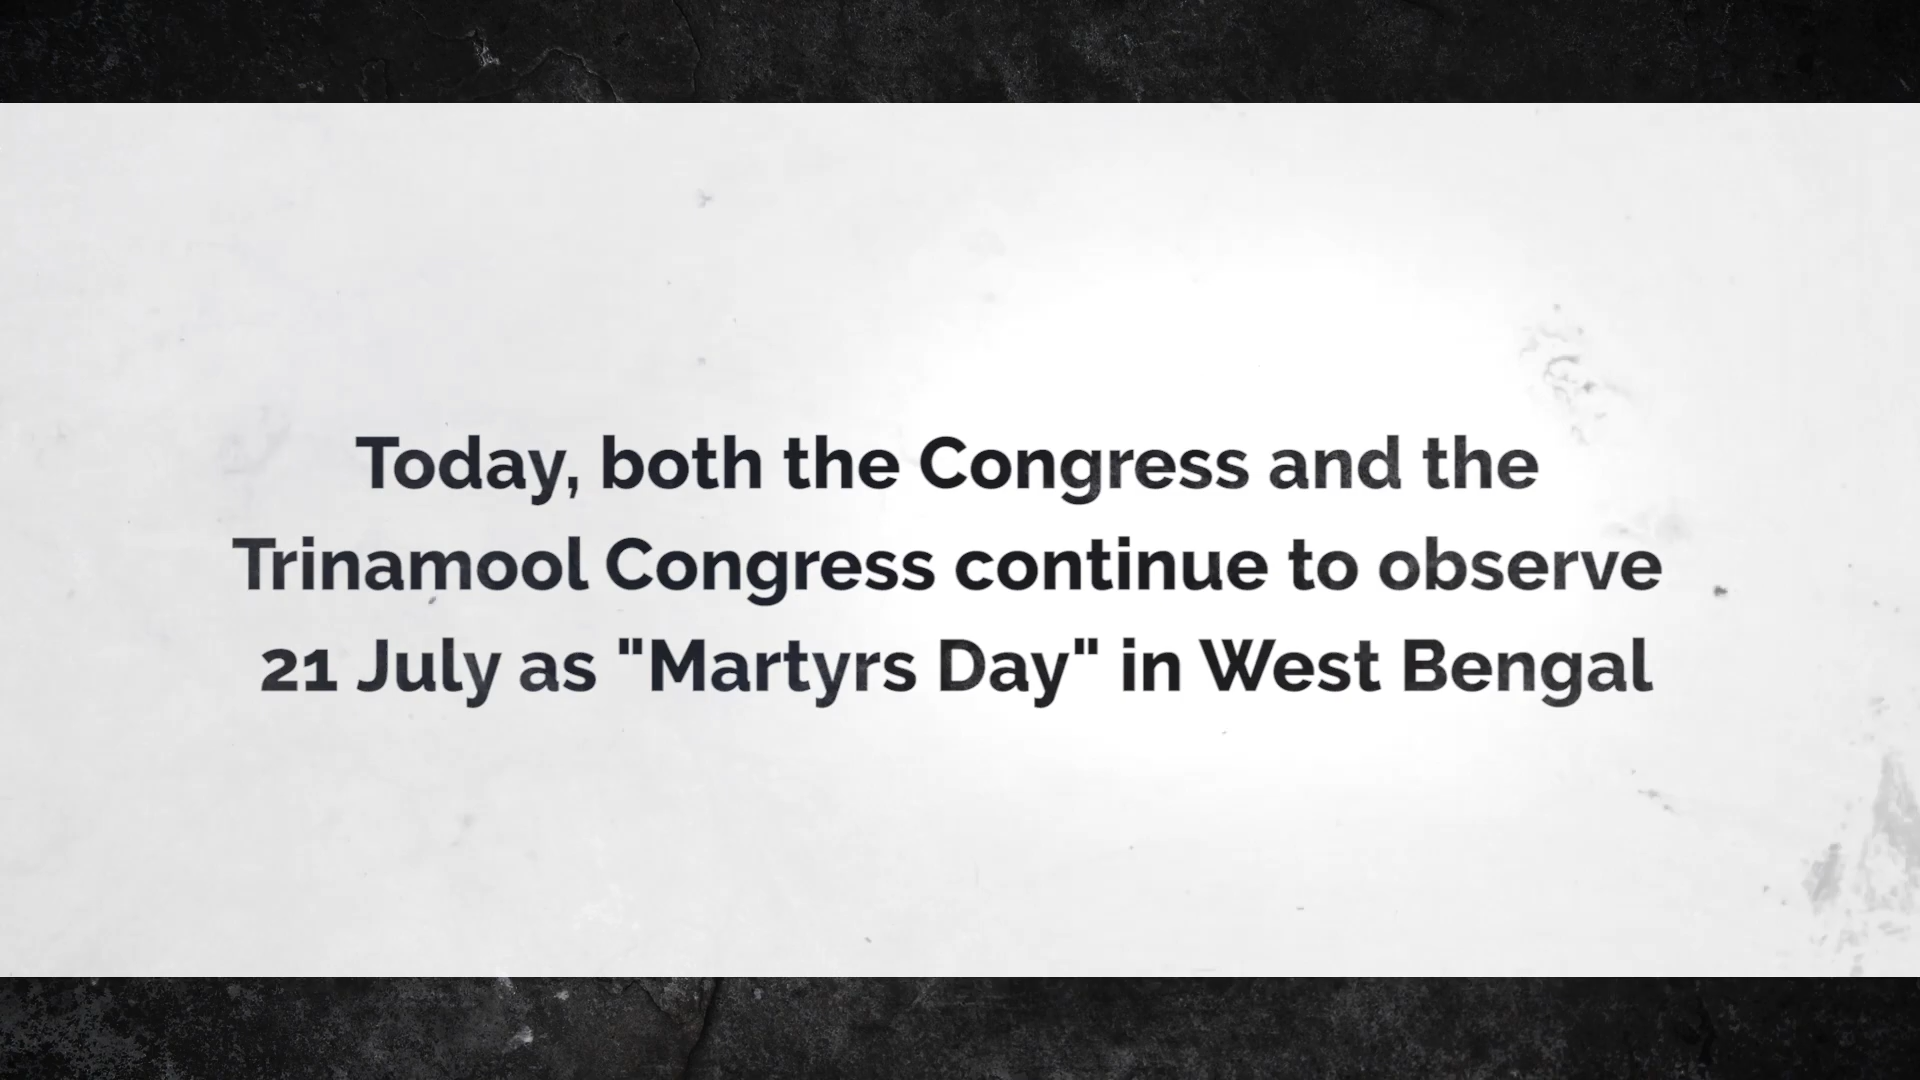 Today, both the Congress and the
Trinamool Congress continue to observe
21 July as "Martyrs Day" in West Bengal